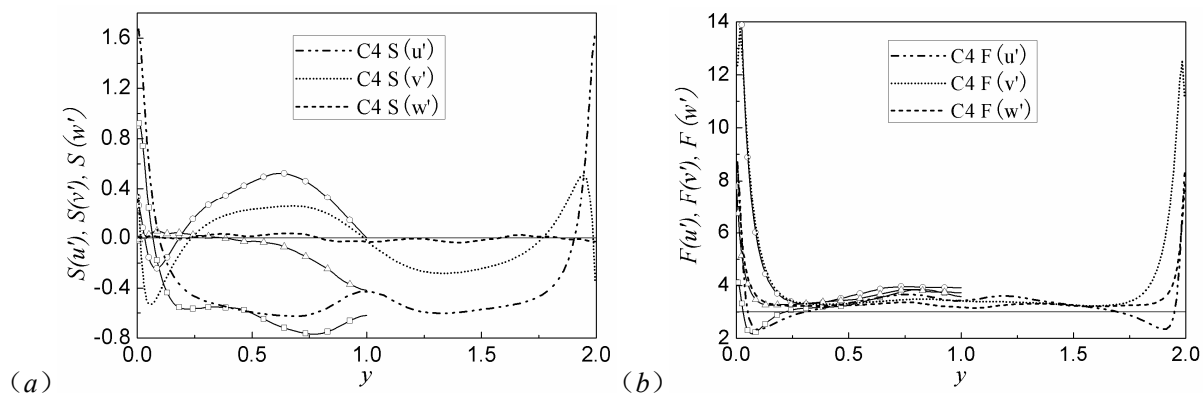 1.6
1.2
0.8
0.4
0.0
-0.4
-0.8
S(u'), S(v'), S(w')
C4 S(u')
C4 S(v')
C4 S(w')
0.0 0.5 1.0 1.5 2.0
y
(a)
14
12
10
8
6
4
2
F(u'), F(v'), F(w')
C4 F(u')
C4 F(v')
C4 F(w')
0.0 0.5 1.0 1.5 2.0
y
(b)